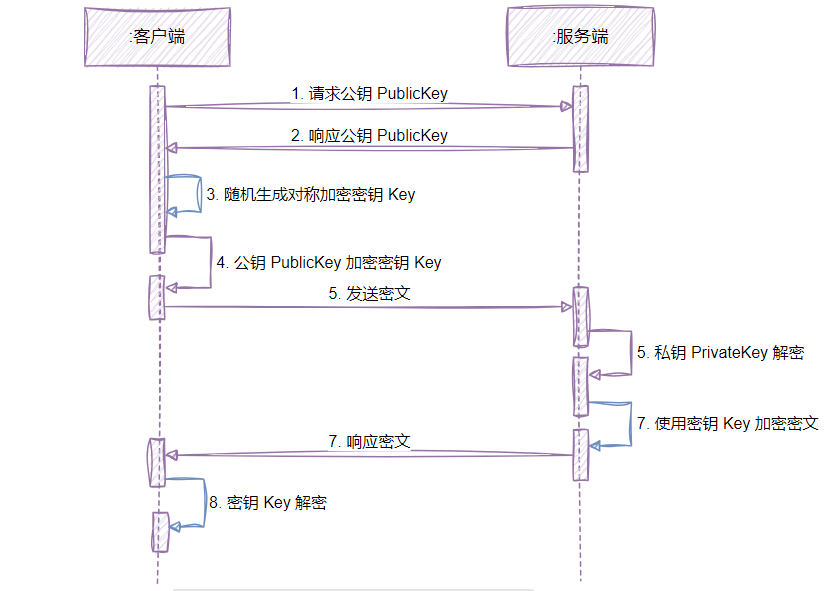 :客户端
:服务端
1. 请求公钥 PublicKey
2. 响应公钥 PublicKey
3. 随机生成对称加密密钥 Key
4. 公钥 PublicKey 加密密钥 Key
5. 发送密文
5. 私钥 PrivateKey 解密
7. 使用密钥 Key 加密密文
7. 响应密文
8. 密钥 Key 解密